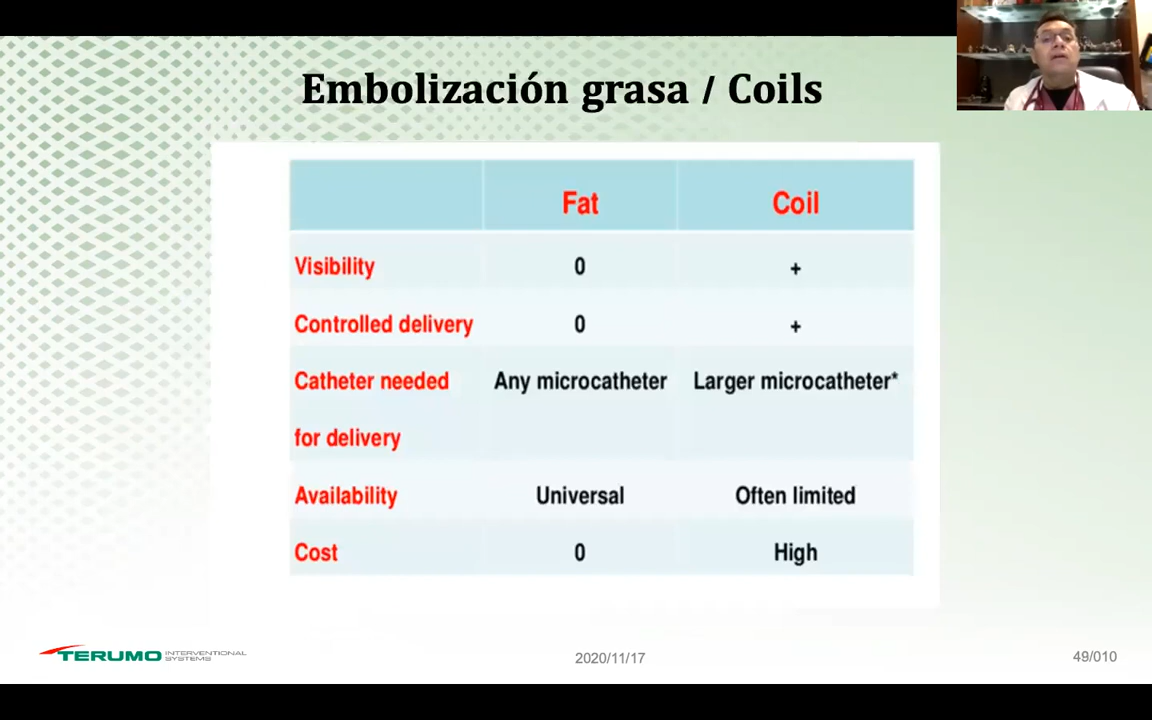 Embolización grasa / Coils
Fat Coil
Visibility 0 +
Controlled delivery 0 +
Catheter needed Any microcatheter Larger microcatheter*
for delivery
Availability Universal Often limited
Cost 0 High
TERUMO INTERVENTIONAL
SYSTEMS
2020/11/17
49/010